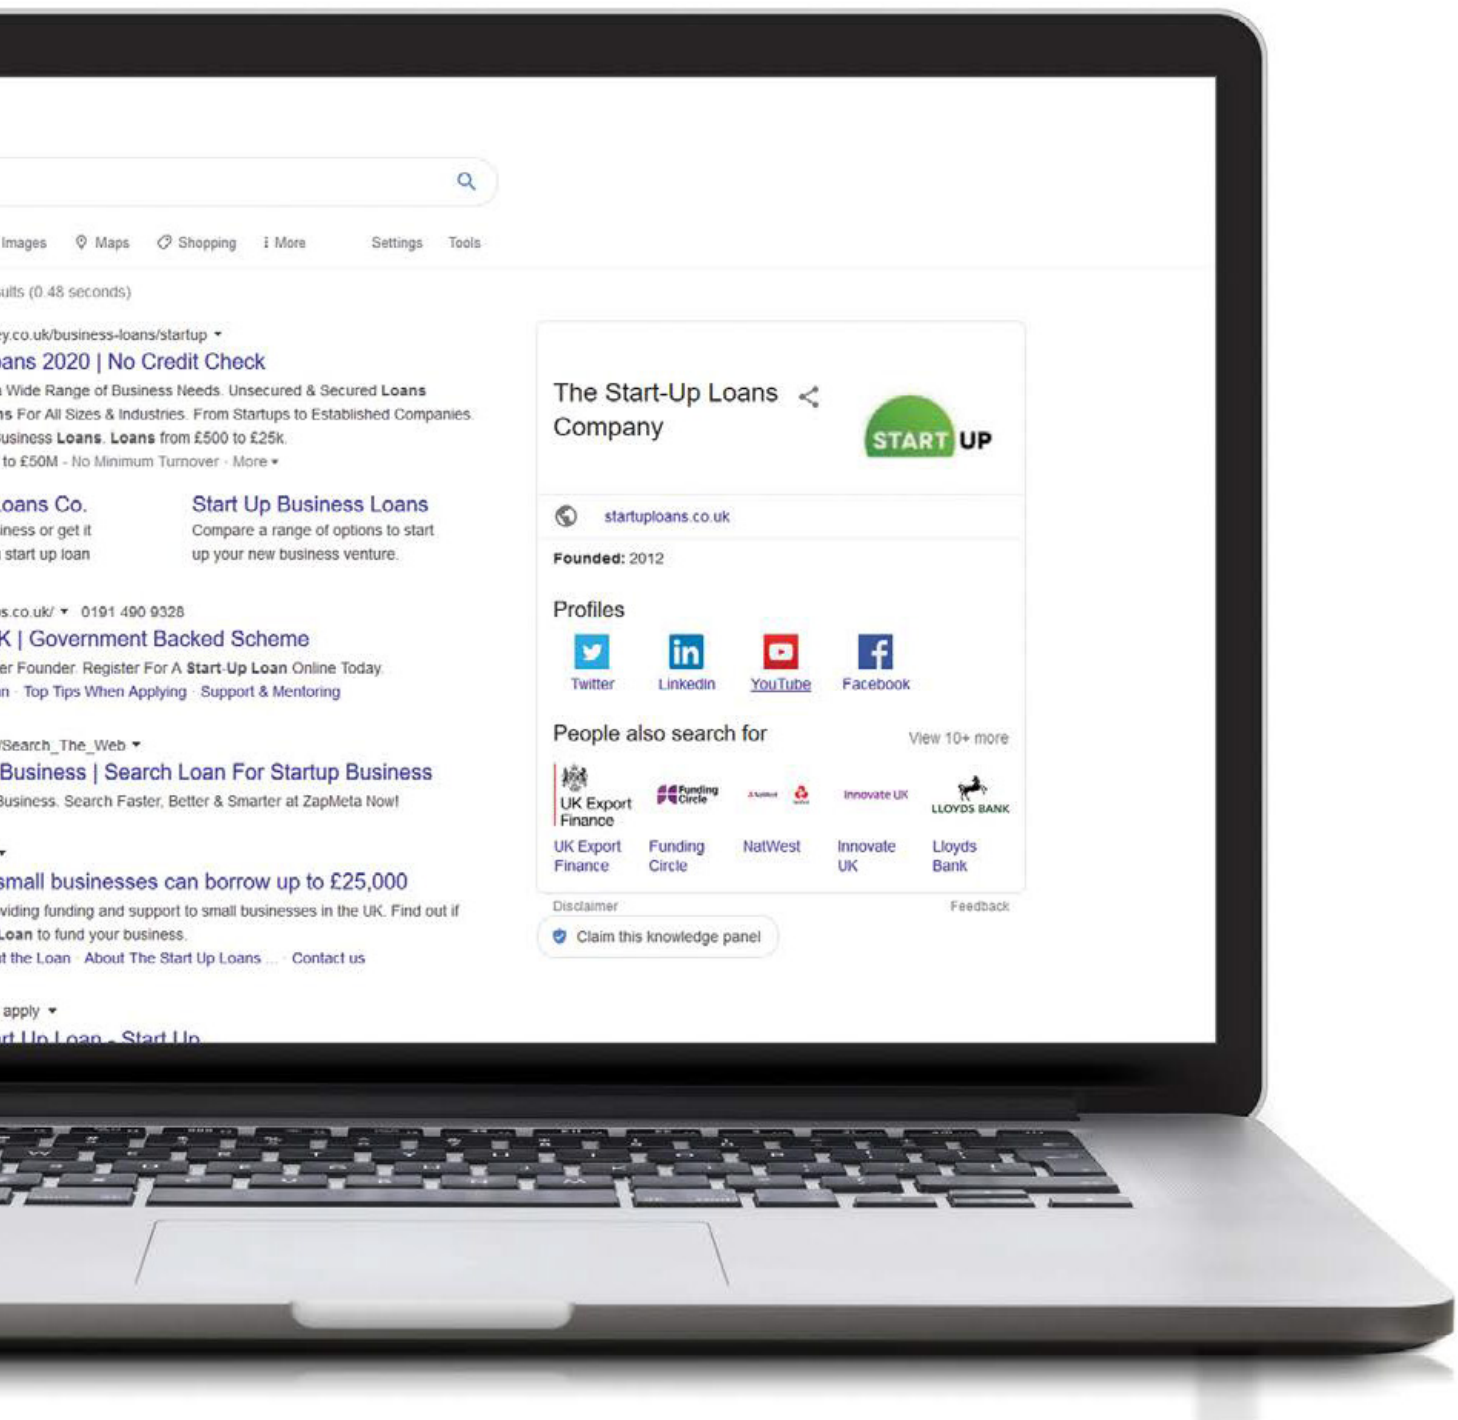 Images Maps Shopping More Settings Tools
(0.48 seconds)
.co.uk/business-loans/startup
2020 | No Credit Check
Wide Range of Business Needs. Unsecured & Secured Loans
For All Sizes & Industries. From Startups to Established Companies.
Business Loans. Loans from £500 to £25k.
to £50M - No Minimum Turnover - More
Loans Co.
or get it
start up loan
Start Up Business Loans
Compare a range of options to start
up your new business venture.
.co.uk/ 0191 490 9328
| Government Backed Scheme
Founder. Register For A Start-Up Loan Online Today.
Top Tips When Applying · Support & Mentoring
/Search_The_Web
Business | Search Loan For Startup Business
Business. Search Faster, Better & Smarter at ZapMeta Now!
small businesses can borrow up to £25,000
funding and support to small businesses in the UK. Find out if
Loan to fund your business.
the Loan · About The Start Up Loans ... · Contact us
apply
Up Loan - Start Up
The Start-Up Loans
Company
START UP
startuploans.co.uk
Founded: 2012
Profiles
Twitter LinkedIn YouTube Facebook
People also search for View 10+ more
UK Export
Finance
Funding
Circle
NatWest
Innovate UK
LLOYDS BANK
UK Export
Finance
Funding
Circle
NatWest
Innovate
UK
Lloyds
Bank
Disclaimer Feedback
Claim this knowledge panel